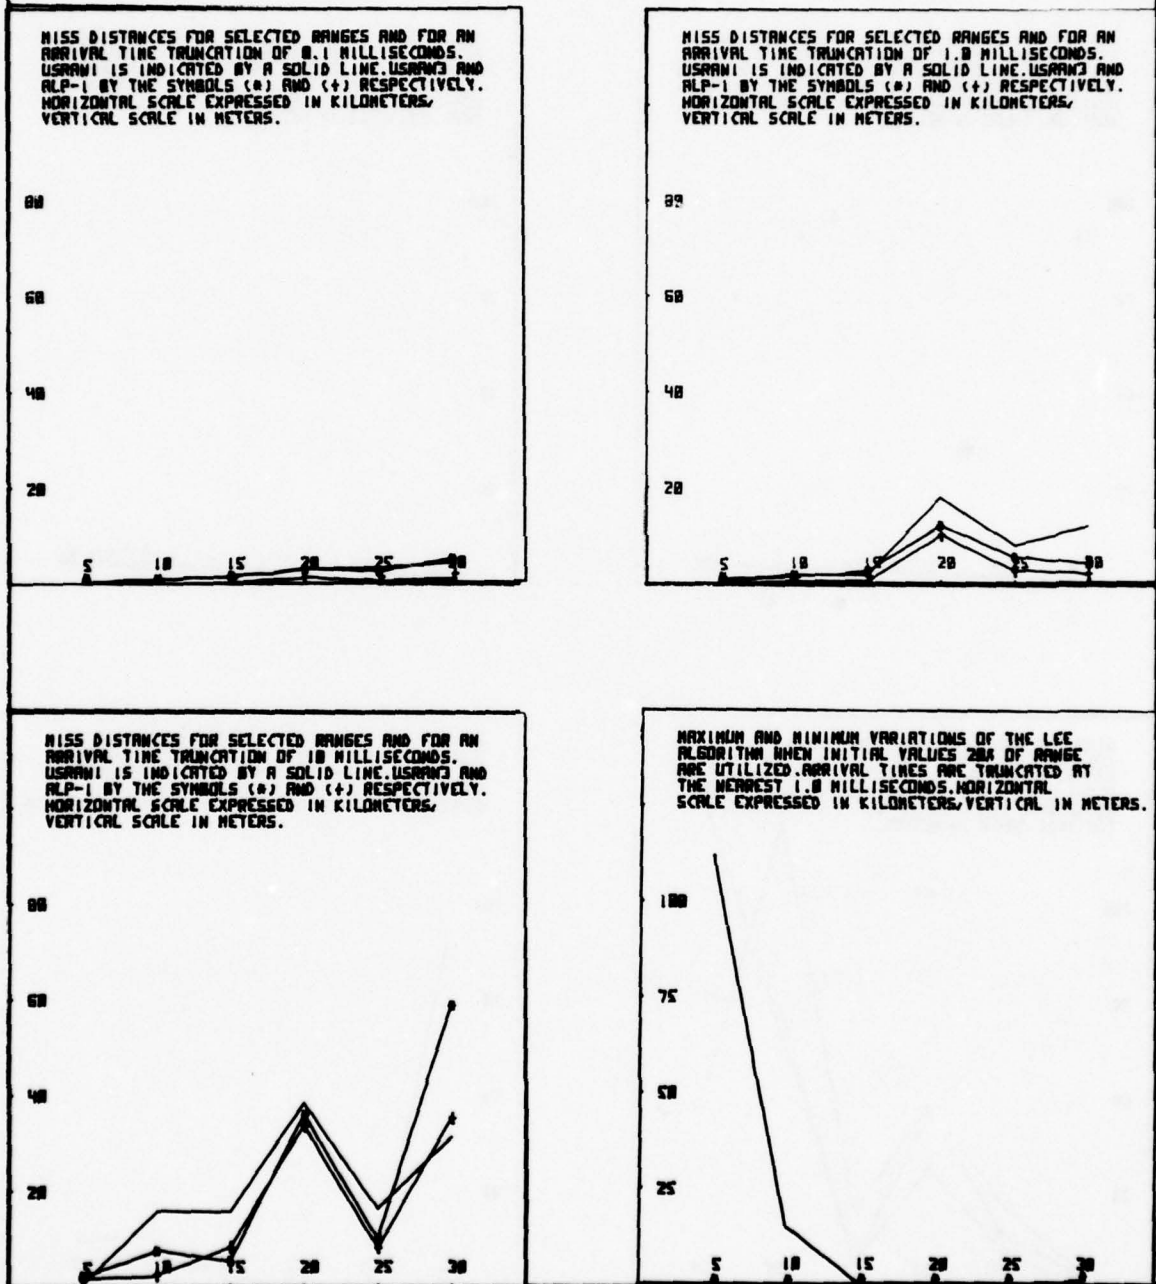 MISS DISTANCES FOR SELECTED RANGES AND FOR AN
ARRIVAL TIME TRUNCATION OF 0.1 MILLISECONDS.
USRAN1 IS INDICATED BY A SOLID LINE.USRAN3 AND
ALP-1 BY THE SYMBOLS (*) AND (+) RESPECTIVELY.
HORIZONTAL SCALE EXPRESSED IN KILOMETERS,
VERTICAL SCALE IN METERS.
80
60
40
20
5 10 15 20 25 30
MISS DISTANCES FOR SELECTED RANGES AND FOR AN
ARRIVAL TIME TRUNCATION OF 1.0 MILLISECONDS.
USRAN1 IS INDICATED BY A SOLID LINE.USRAN3 AND
ALP-1 BY THE SYMBOLS (*) AND (+) RESPECTIVELY.
HORIZONTAL SCALE EXPRESSED IN KILOMETERS,
VERTICAL SCALE IN METERS.
80
60
40
20
5 10 15 20 25 30
MISS DISTANCES FOR SELECTED RANGES AND FOR AN
ARRIVAL TIME TRUNCATION OF 10 MILLISECONDS.
USRAN1 IS INDICATED BY A SOLID LINE.USRAN3 AND
ALP-1 BY THE SYMBOLS (*) AND (+) RESPECTIVELY.
HORIZONTAL SCALE EXPRESSED IN KILOMETERS,
VERTICAL SCALE IN METERS.
80
60
40
20
5 10 15 20 25 30
MAXIMUM AND MINIMUM VARIATIONS OF THE LEE
ALGORITHM WHEN INITIAL VALUES 20% OF RANGE
ARE UTILIZED.ARRIVAL TIMES ARE TRUNCATED AT
THE NEAREST 1.0 MILLISECONDS.HORIZONTAL
SCALE EXPRESSED IN KILOMETERS,VERTICAL IN METERS.
100
75
50
25
5 10 15 20 25 30